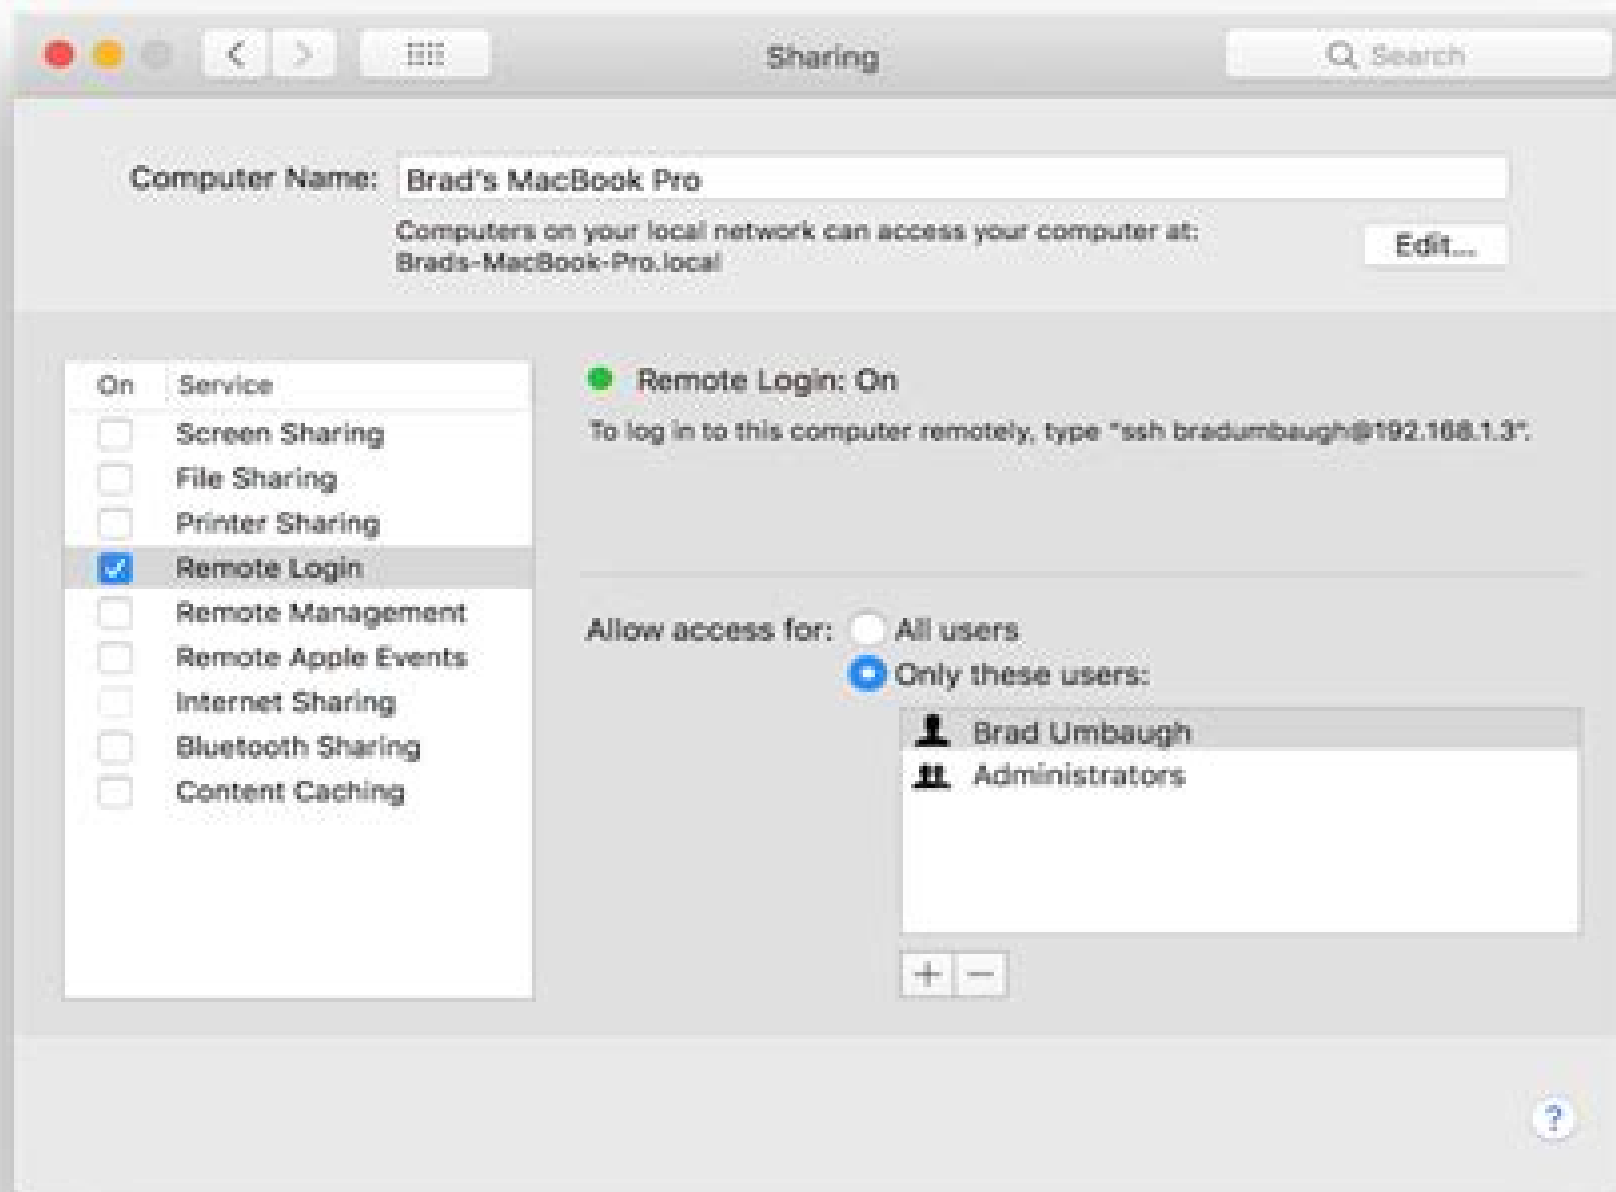 Sharing
Search
Computer Name: Brad's MacBook Pro
Computers on your local network can access your computer at:
Brads-MacBook-Pro.local
Edit...
On Service
Screen Sharing
File Sharing
Printer Sharing
Remote Login
Remote Management
Remote Apple Events
Internet Sharing
Bluetooth Sharing
Content Caching
Remote Login: On
To log in to this computer remotely, type "ssh bradumbaugh@192.168.1.3".
Allow access for: All users
Only these users:
Brad Umbaugh
Administrators
+ −
?